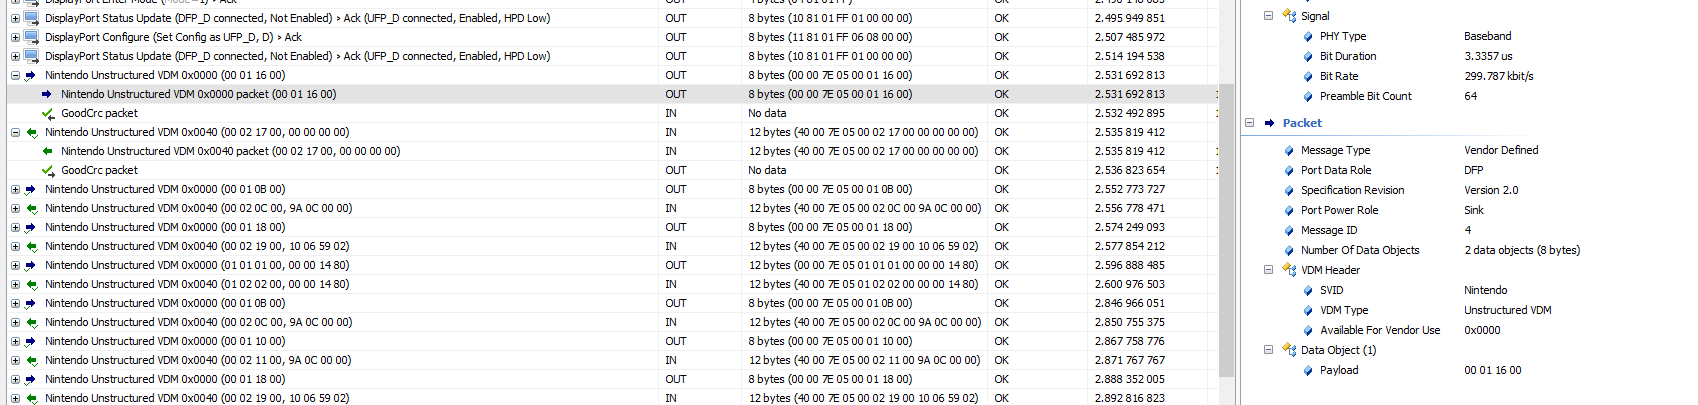 DisplayPort Status Update (DFP_D connected, Not Enabled) > Ack (UFP_D connected, Enabled, HPD Low) OUT 8 bytes (10 81 01 FF 01 00 00 00) OK 2.495 949 851
DisplayPort Configure (Set Config as UFP_D, D) > Ack OUT 8 bytes (11 81 01 FF 06 08 00 00) OK 2.507 485 972
DisplayPort Status Update (DFP_D connected, Not Enabled) > Ack (UFP_D connected, Enabled, HPD Low) OUT 8 bytes (10 81 01 FF 01 00 00 00) OK 2.514 194 538
Nintendo Unstructured VDM 0x0000 (00 01 16 00) OUT 8 bytes (00 00 7E 05 00 01 16 00) OK 2.531 692 813
Nintendo Unstructured VDM 0x0000 packet (00 01 16 00) OUT 8 bytes (00 00 7E 05 00 01 16 00) OK 2.531 692 813
GoodCrc packet IN No data OK 2.532 492 895
Nintendo Unstructured VDM 0x0040 (00 02 17 00, 00 00 00 00) IN 12 bytes (40 00 7E 05 00 02 17 00 00 00 00 00) OK 2.535 819 412
Nintendo Unstructured VDM 0x0040 packet (00 02 17 00, 00 00 00 00) IN 12 bytes (40 00 7E 05 00 02 17 00 00 00 00 00) OK 2.535 819 412
GoodCrc packet OUT No data OK 2.536 823 654
Nintendo Unstructured VDM 0x0000 (00 01 0B 00) OUT 8 bytes (00 00 7E 05 00 01 0B 00) OK 2.552 773 727
Nintendo Unstructured VDM 0x0040 (00 02 0C 00, 9A 0C 00 00) IN 12 bytes (40 00 7E 05 00 02 0C 00 9A 0C 00 00) OK 2.556 778 471
Nintendo Unstructured VDM 0x0000 (00 01 18 00) OUT 8 bytes (00 00 7E 05 00 01 18 00) OK 2.574 249 093
Nintendo Unstructured VDM 0x0040 (00 02 19 00, 10 06 59 02) IN 12 bytes (40 00 7E 05 00 02 19 00 10 06 59 02) OK 2.577 854 212
Nintendo Unstructured VDM 0x0000 (01 01 01 00, 00 00 14 80) OUT 12 bytes (00 00 7E 05 01 01 01 00 00 00 14 80) OK 2.596 888 485
Nintendo Unstructured VDM 0x0040 (01 02 02 00, 00 00 14 80) IN 12 bytes (40 00 7E 05 01 02 02 00 00 00 14 80) OK 2.600 976 503
Nintendo Unstructured VDM 0x0000 (00 01 0B 00) OUT 8 bytes (00 00 7E 05 00 01 0B 00) OK 2.846 966 051
Nintendo Unstructured VDM 0x0040 (00 02 0C 00, 9A 0C 00 00) IN 12 bytes (40 00 7E 05 00 02 0C 00 9A 0C 00 00) OK 2.850 755 375
Nintendo Unstructured VDM 0x0000 (00 01 10 00) OUT 8 bytes (00 00 7E 05 00 01 10 00) OK 2.867 758 776
Nintendo Unstructured VDM 0x0040 (00 02 11 00, 9A 0C 00 00) IN 12 bytes (40 00 7E 05 00 02 11 00 9A 0C 00 00) OK 2.871 767 767
Nintendo Unstructured VDM 0x0000 (00 01 18 00) OUT 8 bytes (00 00 7E 05 00 01 18 00) OK 2.888 352 005
Nintendo Unstructured VDM 0x0040 (00 02 19 00, 10 06 59 02) IN 12 bytes (40 00 7E 05 00 02 19 00 10 06 59 02) OK 2.892 816 823
Signal
PHY Type Baseband
Bit Duration 3.3357 us
Bit Rate 299.787 kbit/s
Preamble Bit Count 64
Packet
Message Type Vendor Defined
Port Data Role DFP
Specification Revision Version 2.0
Port Power Role Sink
Message ID 4
Number Of Data Objects 2 data objects (8 bytes)
VDM Header
SVID Nintendo
VDM Type Unstructured VDM
Available For Vendor Use 0x0000
Data Object (1)
Payload 00 01 16 00